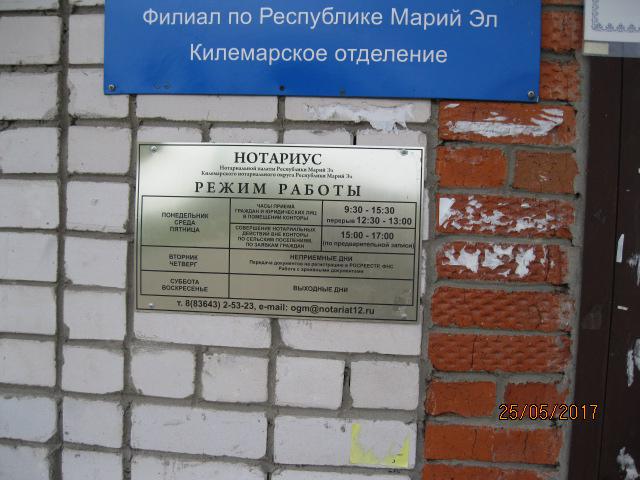 Филиал по Республике Марий Эл
Килемарское отделение
НОТАРИУС
Нотариальной палаты Республики Марий Эл
Килемарского нотариального округа Республики Марий Эл
РЕЖИМ РАБОТЫ
ПОНЕДЕЛЬНИК
СРЕДА
ПЯТНИЦА
ЧАСЫ ПРИЕМА
ГРАЖДАН И ЮРИДИЧЕСКИХ ЛИЦ
В ПОМЕЩЕНИИ КОНТОРЫ
9:30 - 15:30
перерыв 12:30 - 13:00
СОВЕРШЕНИЕ НОТАРИАЛЬНЫХ
ДЕЙСТВИЙ ВНЕ КОНТОРЫ
ПО СЕЛЬСКИМ ПОСЕЛЕНИЯМ,
ПО ЗАЯВКАМ ГРАЖДАН
15:00 - 17:00
(по предварительной записи)
ВТОРНИК
ЧЕТВЕРГ
НЕПРИЕМНЫЕ ДНИ
Передача документов на регистрацию в РОСРЕЕСТР, ФНС
Работа с архивными документами
СУББОТА
ВОСКРЕСЕНЬЕ
ВЫХОДНЫЕ ДНИ
т. 8(83643) 2-53-23, e-mail: ogm@notariat12.ru
25/05/2017